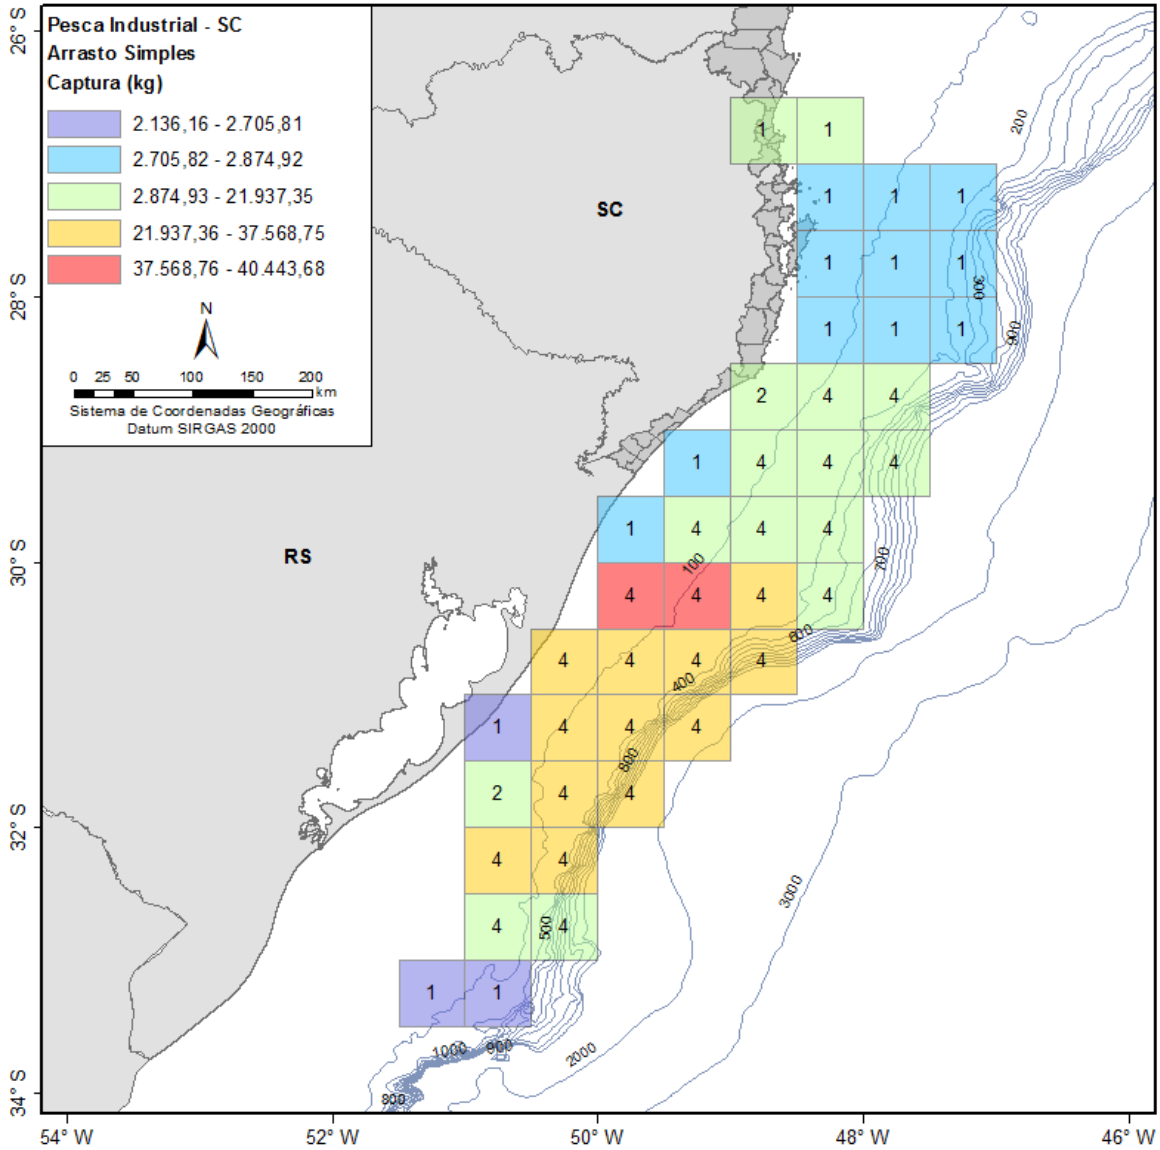 Pesca Industrial - SC
Arrasto Simples
Captura (kg)
2.136,16 - 2.705,81
2.705,82 - 2.874,92
2.874,93 - 21.937,35
21.937,36 - 37.568,75
37.568,76 - 40.443,68
N
0 25 50 100 150 200
km
Sistema de Coordenadas Geográficas
Datum SIRGAS 2000
26°S
28°S
30°S
32°S
34°S
SC
RS
200
1 1
1 1 1
1 1 1
300
1 1 1
900
2 4 4
1 4 4 4
1 4 4 4
100
700
4 4 4 4
600
4 4 4 4
400
1 4 4 4
800
2 4 4
4 4
3000
4 500 4
1 1
1000 900 2000
800
54° W 52° W 50° W 48° W 46° W